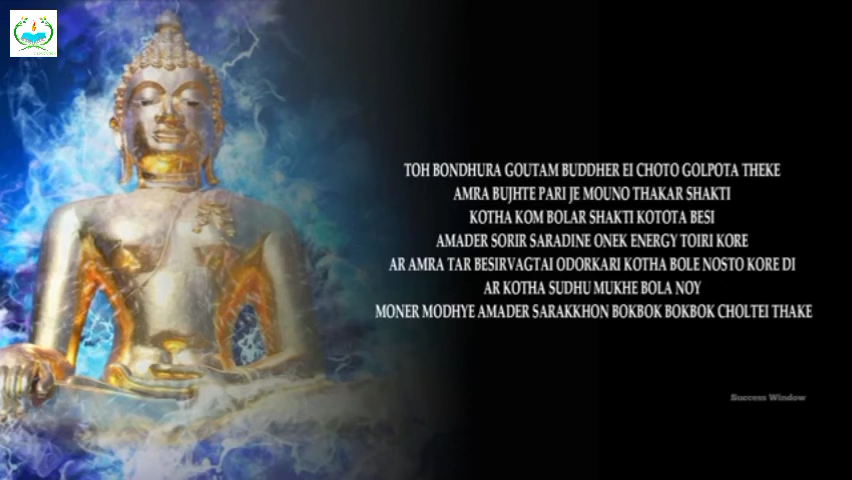 TOH BONDHURA GOUTAM BUDDHER EI CHOTO GOLPOTA THEKE
AMRA BUJHTE PARI JE MOUNO THAKAR SHAKTI
KOTHA KOM BOLAR SHAKTI KOTOTA BESI
AMADER SORIR SARADINE ONEK ENERGY TOIRI KORE
AR AMRA TAR BESIRVAGTAI ODORKARI KOTHA BOLE NOSTO KORE DI
AR KOTHA SUDHU MUKHE BOLA NOY
MONER MODHYE AMADER SARAKKHON BOKBOK BOKBOK CHOLTEI THAKE
Success Window